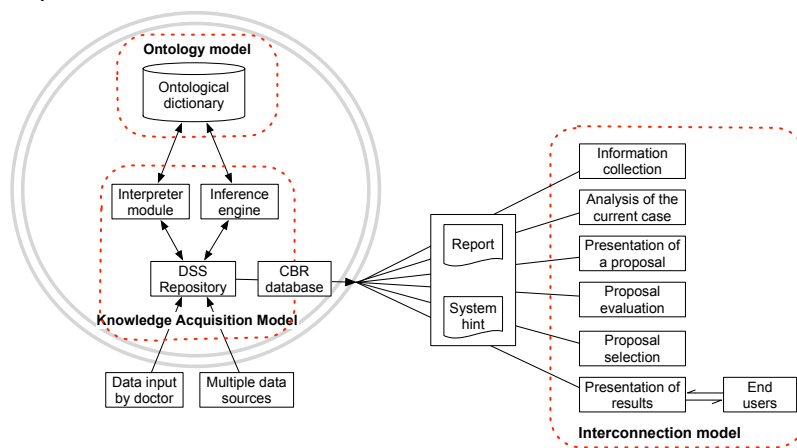 Ontology model
Ontological
dictionary
Interpreter
module
Inference
engine
DSS
Repository
CBR
database
Knowledge Acquisition Model
Data input
by doctor
Multiple data
sources
Report
System
hint
Information
collection
Analysis of the
current case
Presentation of
a proposal
Proposal
evaluation
Proposal
selection
Presentation of
results
End
users
Interconnection model